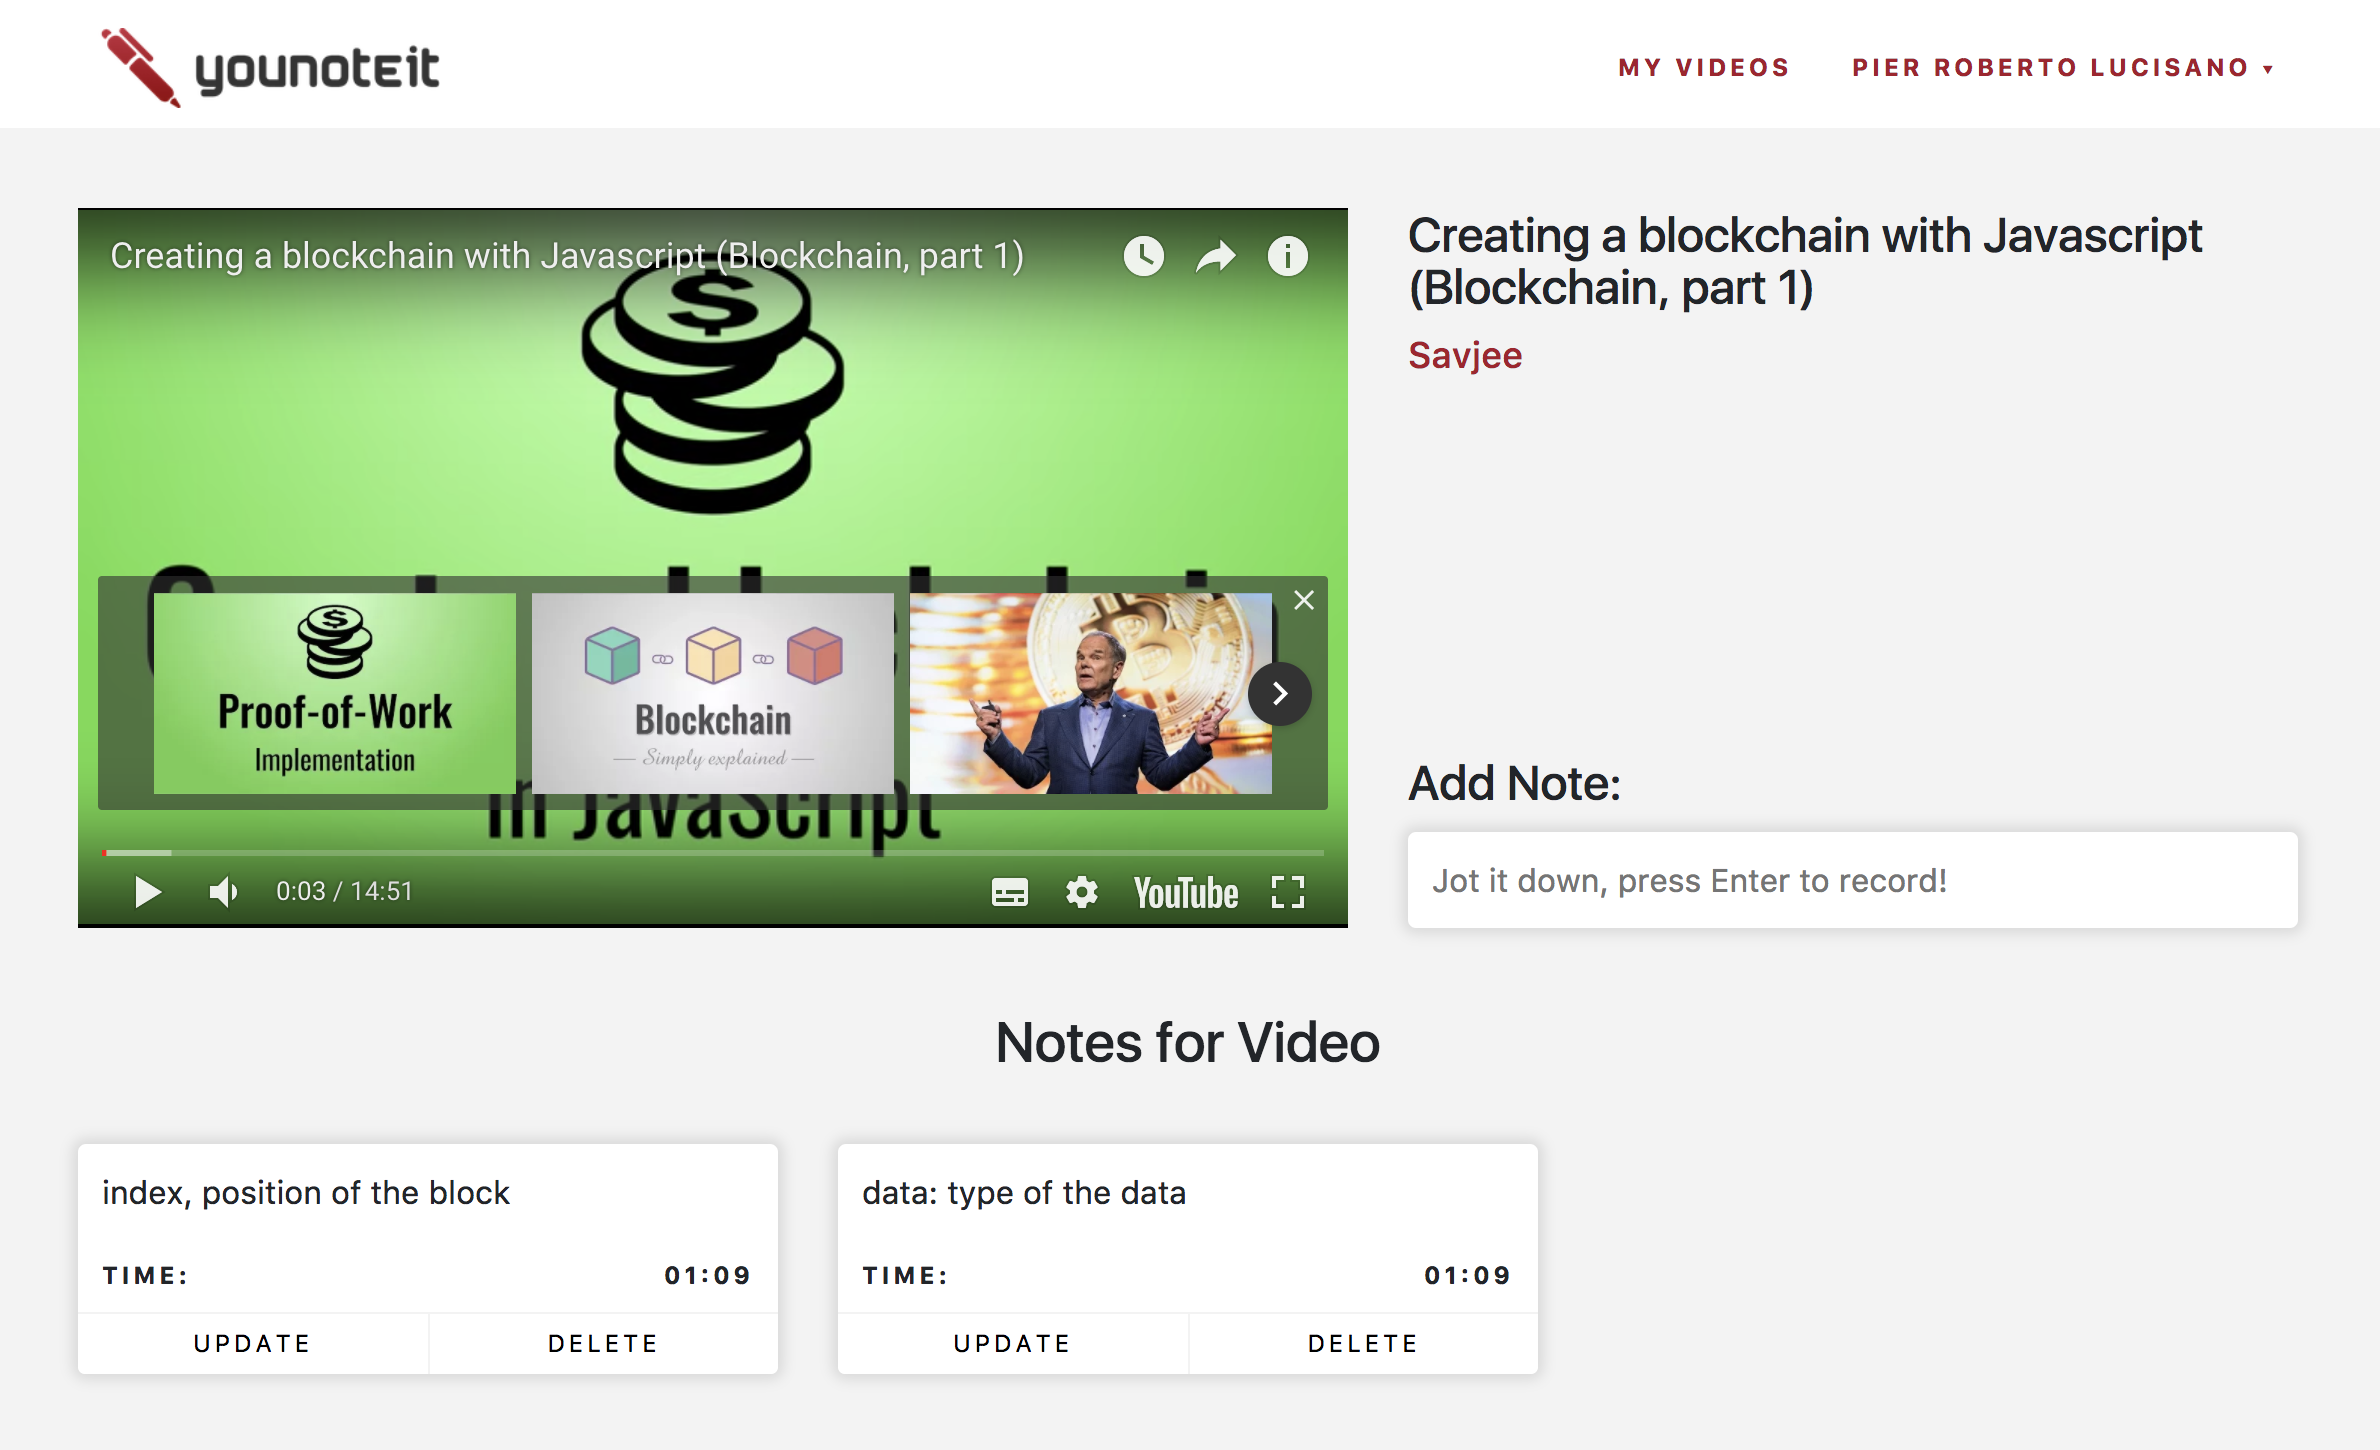 younotEit
MY VIDEOS
PIER ROBERTO LUCISANO ▾
Creating a blockchain with Javascript (Blockchain, part 1)
$
$
Proof-of-Work
Implementation
Blockchain
Simply explained
in JavaScript
0:03 / 14:51
YouTube
Creating a blockchain with Javascript
(Blockchain, part 1)
Savjee
Add Note:
Jot it down, press Enter to record!
Notes for Video
index, position of the block
TIME: 01:09
UPDATE DELETE
data: type of the data
TIME: 01:09
UPDATE DELETE